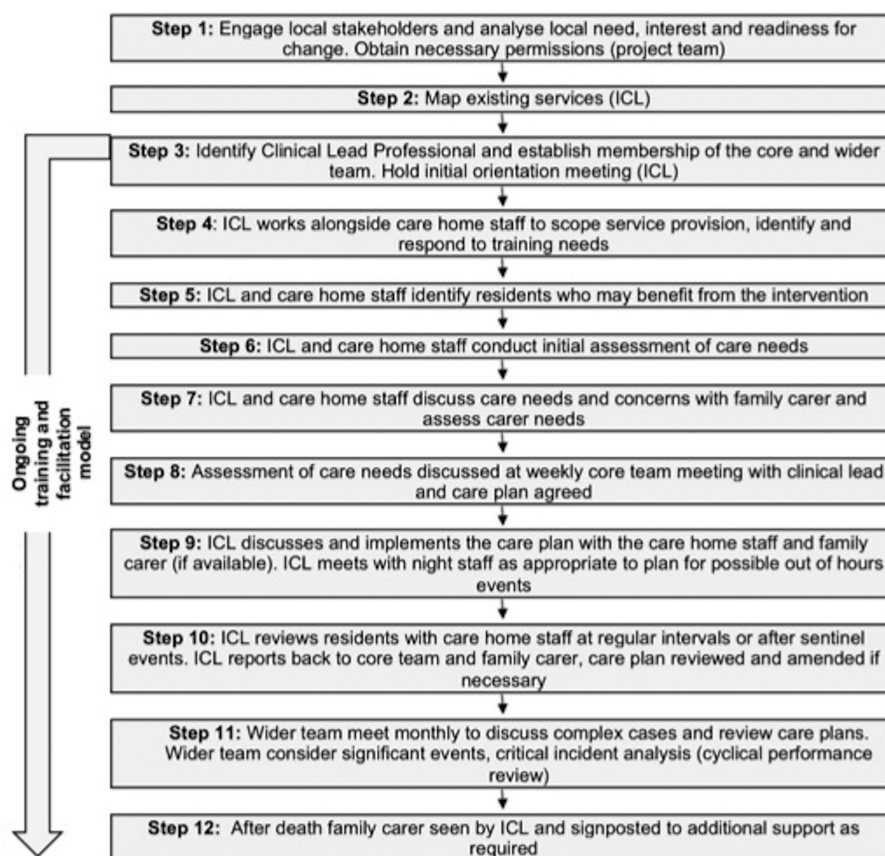 Step 1: Engage local stakeholders and analyse local need, interest and readiness for
change. Obtain necessary permissions (project team)
Step 2: Map existing services (ICL)
Step 3: Identify Clinical Lead Professional and establish membership of the core and wider
team. Hold initial orientation meeting (ICL)
Step 4: ICL works alongside care home staff to scope service provision, identify and
respond to training needs
Step 5: ICL and care home staff identify residents who may benefit from the intervention
Step 6: ICL and care home staff conduct initial assessment of care needs
Step 7: ICL and care home staff discuss care needs and concerns with family carer and
assess carer needs
Step 8: Assessment of care needs discussed at weekly core team meeting with clinical lead
and care plan agreed
Step 9: ICL discusses and implements the care plan with the care home staff and family
carer (if available). ICL meets with night staff as appropriate to plan for possible out of hours
events
Step 10: ICL reviews residents with care home staff at regular intervals or after sentinel
events. ICL reports back to core team and family carer, care plan reviewed and amended if
necessary
Step 11: Wider team meet monthly to discuss complex cases and review care plans.
Wider team consider significant events, critical incident analysis (cyclical performance
review)
Step 12: After death family carer seen by ICL and signposted to additional support as
required
Ongoing
training and
facilitation
model